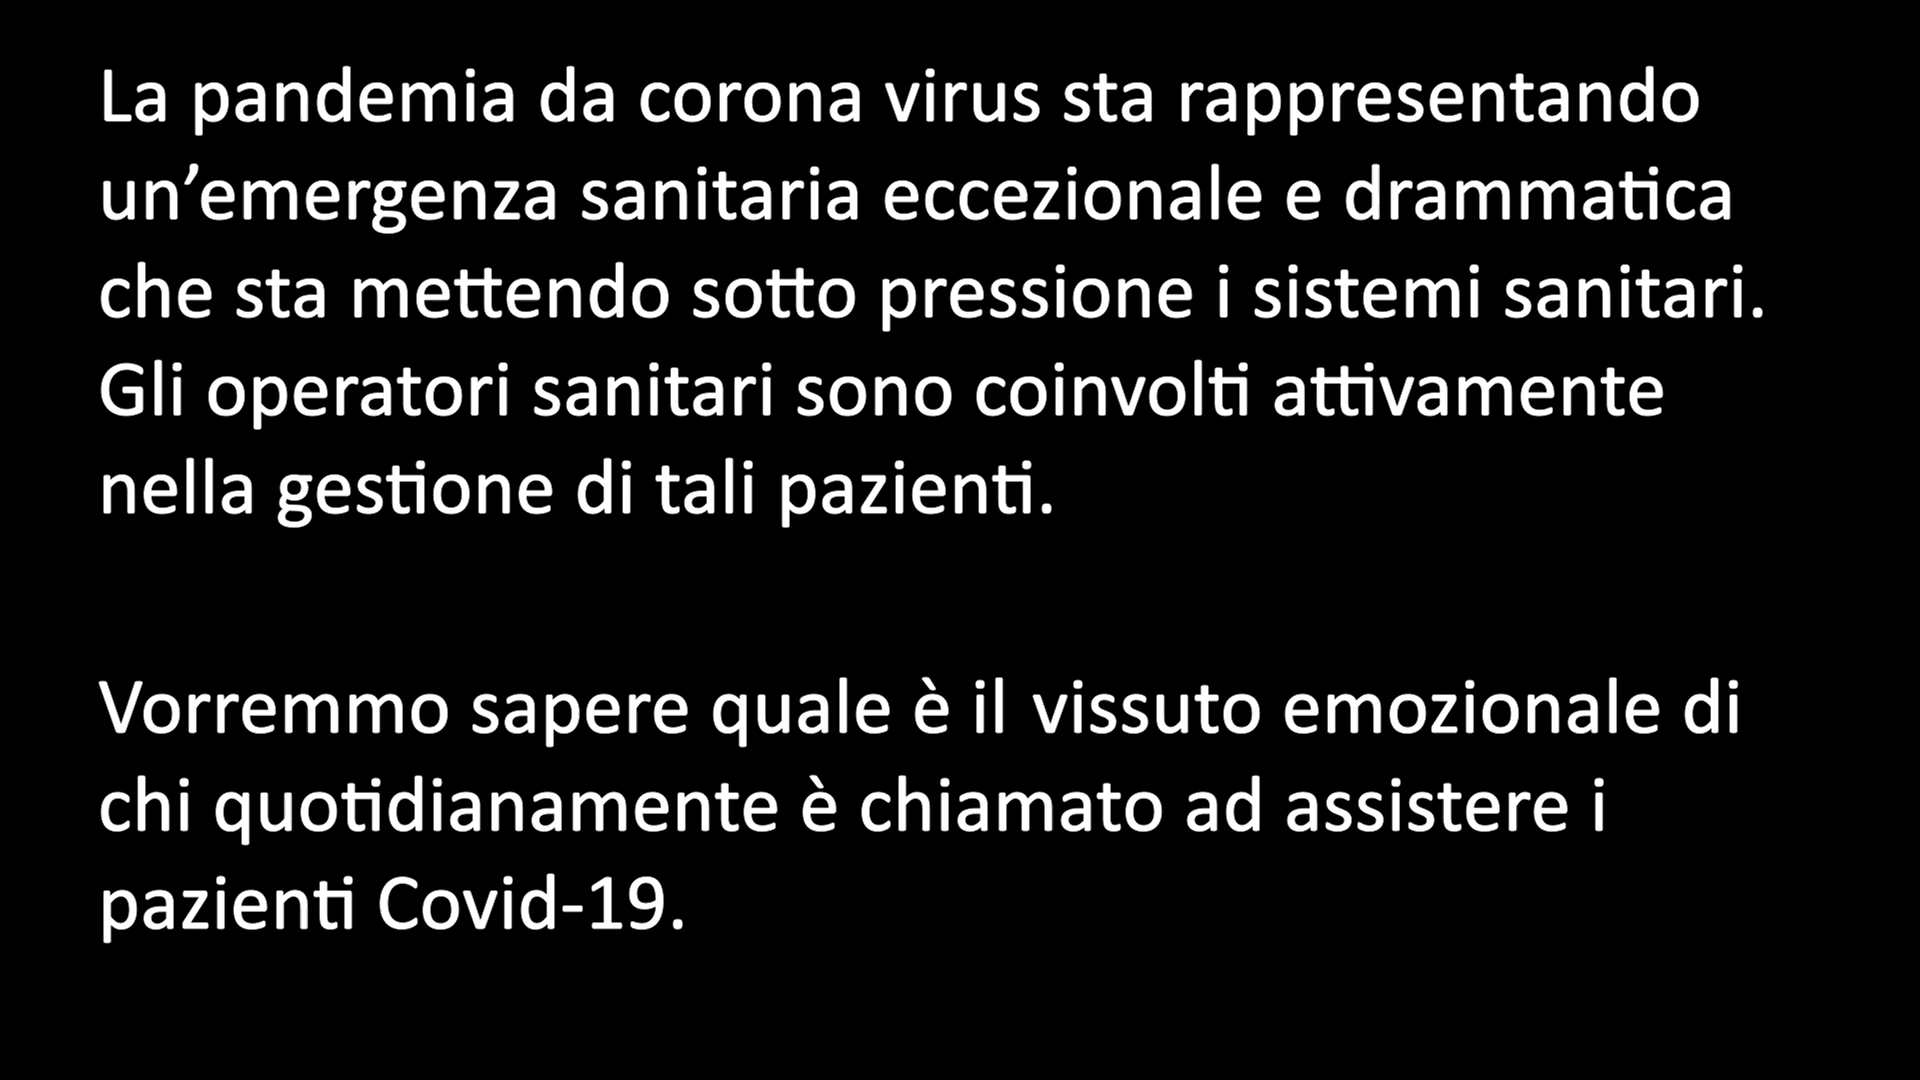 La pandemia da corona virus sta rappresentando
un’emergenza sanitaria eccezionale e drammatica
che sta mettendo sotto pressione i sistemi sanitari.
Gli operatori sanitari sono coinvolti attivamente
nella gestione di tali pazienti.
Vorremmo sapere quale è il vissuto emozionale di
chi quotidianamente è chiamato ad assistere i
pazienti Covid-19.